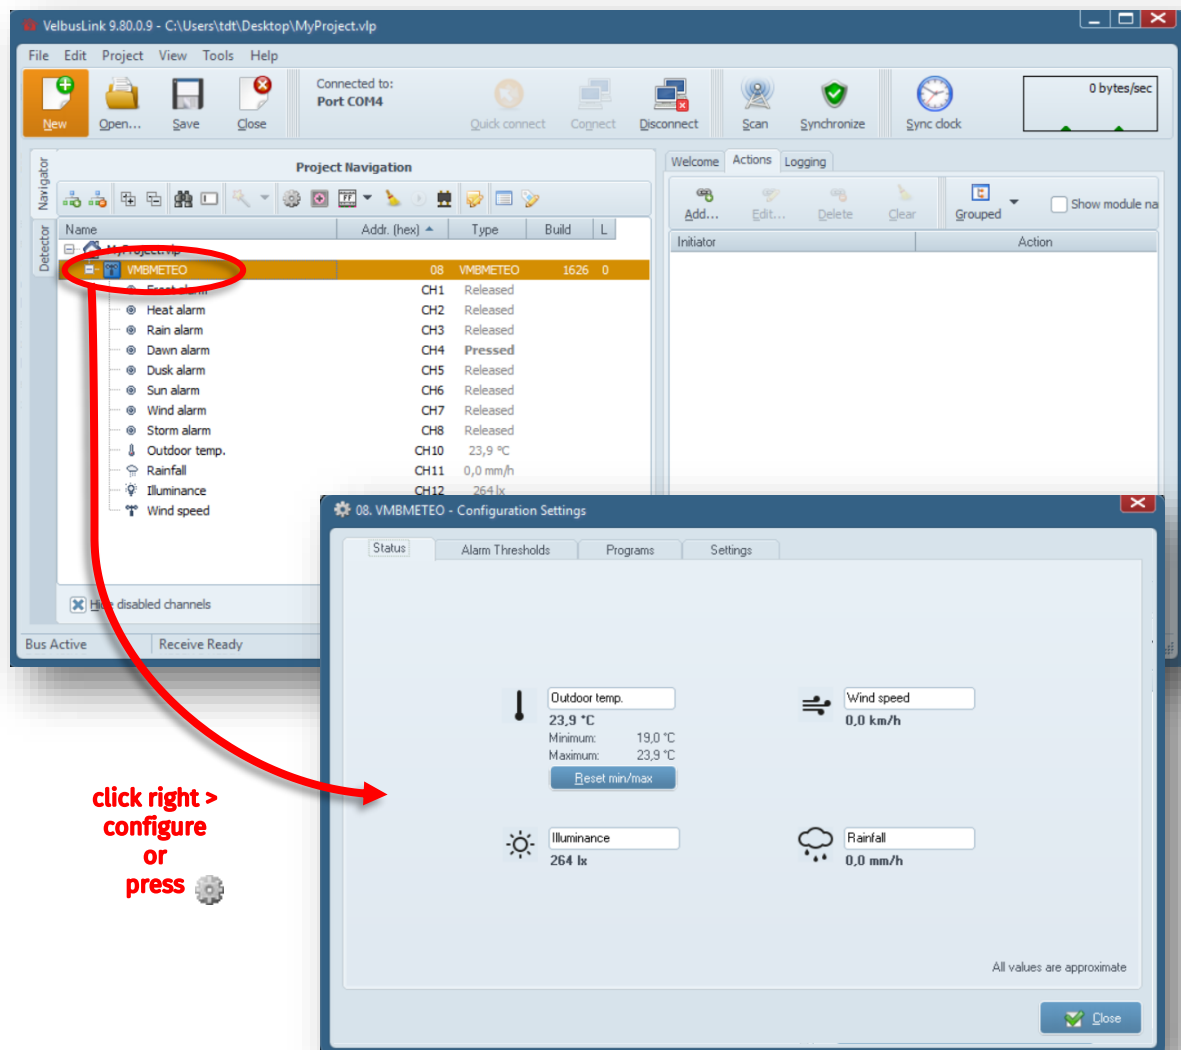 VelbusLink 9.80.0.9 - C:\Users\tdt\Desktop\MyProject.vlp
File Edit Project View Tools Help
New Open... Save Close
Connected to:
Port COM4
Quick connect Connect Disconnect Scan Synchronize Sync clock
0 bytes/sec
Navigator
Detector
Project Navigation
Name Addr. (hex) Type Build L
MyProject.vlp
VMBMETEO 08 VMBMETEO 1626 0
Frost alarm CH1 Released
Heat alarm CH2 Released
Rain alarm CH3 Released
Dawn alarm CH4 Pressed
Dusk alarm CH5 Released
Sun alarm CH6 Released
Wind alarm CH7 Released
Storm alarm CH8 Released
Outdoor temp. CH10 23,9 °C
Rainfall CH11 0,0 mm/h
Illuminance CH12 264 lx
Wind speed
Hide disabled channels
Bus Active Receive Ready
Welcome Actions Logging
Add... Edit... Delete Clear Grouped Show module na
Initiator Action
08. VMBMETEO - Configuration Settings
Status Alarm Thresholds Programs Settings
Outdoor temp.
23,9 °C
Minimum: 19,0 °C
Maximum: 23,9 °C
Reset min/max
Wind speed
0,0 km/h
Illuminance
264 lx
Rainfall
0,0 mm/h
All values are approximate
Close
click right >
configure
or
press